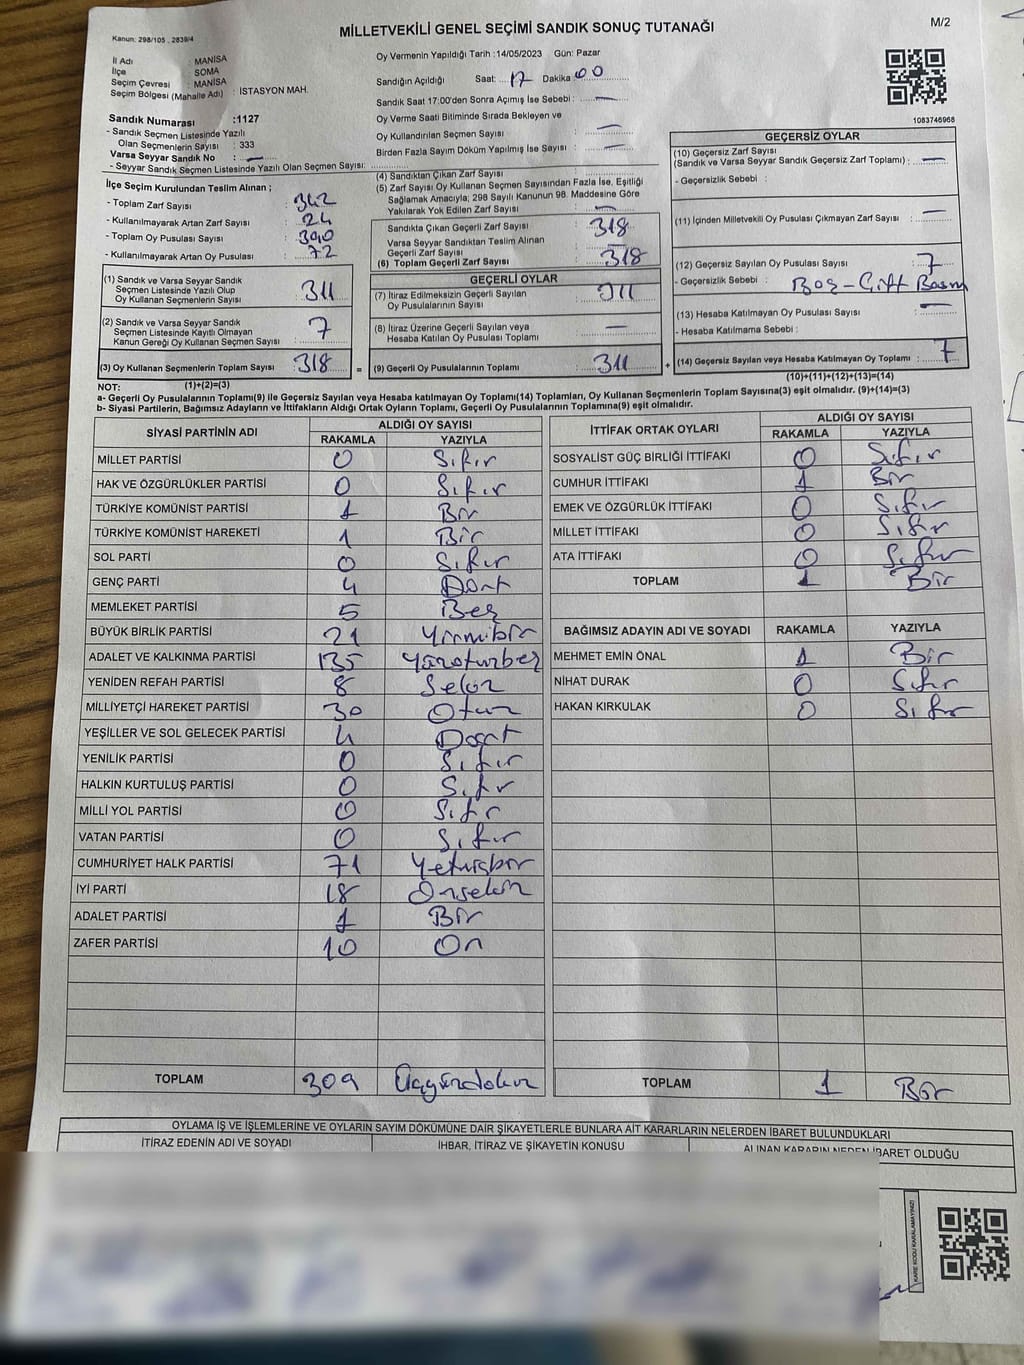 Kanun: 298/105 , 2839/4
MİLLETVEKİLİ GENEL SEÇİMİ SANDIK SONUÇ TUTANAĞI
M/2
İl Adı : MANİSA
İlçe : SOMA
Seçim Çevresi : MANİSA
Seçim Bölgesi (Mahalle Adı) : İSTASYON MAH.
Sandık Numarası :1127
- Sandık Seçmen Listesinde Yazılı
Olan Seçmenlerin Sayısı : 333
Varsa Seyyar Sandık No : —
- Seyyar Sandık Seçmen Listesinde Yazılı Olan Seçmen Sayısı:
Oy Vermenin Yapıldığı Tarih :14/05/2023 Gün: Pazar
Sandığın Açıldığı Saat: 17 Dakika 00
Sandık Saat 17:00'den Sonra Açımış İse Sebebi : —
Oy Verme Saati Bitiminde Sırada Bekleyen ve
Oy Kullandırılan Seçmen Sayısı : —
Birden Fazla Sayım Döküm Yapılmış İse Sayısı : —
1083746968
İlçe Seçim Kurulundan Teslim Alınan ;
- Toplam Zarf Sayısı : 342
- Kullanılmayarak Artan Zarf Sayısı : 24
- Toplam Oy Pusulası Sayısı : 390
- Kullanılmayarak Artan Oy Pusulası : 72
(4) Sandıktan Çıkan Zarf Sayısı :
(5) Zarf Sayısı Oy Kullanan Seçmen Sayısından Fazla İse, Eşitliği
Sağlamak Amacıyla; 298 Sayılı Kanunun 98. Maddesine Göre
Yakılarak Yok Edilen Zarf Sayısı : —
Sandıkta Çıkan Geçerli Zarf Sayısı : 318
Varsa Seyyar Sandıktan Teslim Alınan
Geçerli Zarf Sayısı : —
(6) Toplam Geçerli Zarf Sayısı : 318
GEÇERSİZ OYLAR
(10) Geçersiz Zarf Sayısı
(Sandık ve Varsa Seyyar Sandık Geçersiz Zarf Toplamı) : —
- Geçersizlik Sebebi :
(11) İçinden Milletvekili Oy Pusulası Çıkmayan Zarf Sayısı : —
(12) Geçersiz Sayılan Oy Pusulası Sayısı : 7
- Geçersizlik Sebebi : Boş-Çift Basım
(13) Hesaba Katılmayan Oy Pusulası Sayısı : —
- Hesaba Katılmama Sebebi :
(14) Geçersiz Sayılan veya Hesaba Katılmayan Oy Toplamı : 7
(10)+(11)+(12)+(13)=(14)
(1) Sandık ve Varsa Seyyar Sandık
Seçmen Listesinde Yazılı Olup
Oy Kullanan Seçmenlerin Sayısı : 311
(2) Sandık ve Varsa Seyyar Sandık
Seçmen Listesinde Kayıtlı Olmayan
Kanun Gereği Oy Kullanan Seçmen Sayısı : 7
(3) Oy Kullanan Seçmenlerin Toplam Sayısı : 318 =
(1)+(2)=(3)
GEÇERLİ OYLAR
(7) İtiraz Edilmeksizin Geçerli Sayılan
Oy Pusulalarının Sayısı : 311
(8) İtiraz Üzerine Geçerli Sayılan veya
Hesaba Katılan Oy Pusulası Toplamı : —
(9) Geçerli Oy Pusulalarının Toplamı : 311 +
NOT:
a- Geçerli Oy Pusulalarının Toplamı(9) ile Geçersiz Sayılan veya Hesaba katılmayan Oy Toplamı(14) Toplamları, Oy Kullanan Seçmenlerin Toplam Sayısına(3) eşit olmalıdır. (9)+(14)=(3)
b- Siyasi Partilerin, Bağımsız Adayların ve İttifakların Aldığı Ortak Oyların Toplamı, Geçerli Oy Pusulalarının Toplamına(9) eşit olmalıdır.
SİYASİ PARTİNİN ADI ALDIĞI OY SAYISI
RAKAMLA YAZIYLA
MİLLET PARTİSİ 0 Sıfır
HAK VE ÖZGÜRLÜKLER PARTİSİ 0 Sıfır
TÜRKİYE KOMÜNİST PARTİSİ 1 Bir
TÜRKİYE KOMÜNİST HAREKETİ 1 Bir
SOL PARTİ 0 Sıfır
GENÇ PARTİ 4 Dört
MEMLEKET PARTİSİ 5 Beş
BÜYÜK BİRLİK PARTİSİ 21 Yirmibir
ADALET VE KALKINMA PARTİSİ 135 Yüzotuzbeş
YENİDEN REFAH PARTİSİ 8 Sekiz
MİLLİYETÇİ HAREKET PARTİSİ 30 Otuz
YEŞİLLER VE SOL GELECEK PARTİSİ 4 Dört
YENİLİK PARTİSİ 0 Sıfır
HALKIN KURTULUŞ PARTİSİ 0 Sıfır
MİLLİ YOL PARTİSİ 0 Sıfır
VATAN PARTİSİ 0 Sıfır
CUMHURİYET HALK PARTİSİ 71 Yetmişbir
İYİ PARTİ 18 Onsekiz
ADALET PARTİSİ 1 Bir
ZAFER PARTİSİ 10 On
TOPLAM 309 Üçyüzdokuz
İTTİFAK ORTAK OYLARI ALDIĞI OY SAYISI
RAKAMLA YAZIYLA
SOSYALİST GÜÇ BİRLİĞİ İTTİFAKI 0 Sıfır
CUMHUR İTTİFAKI 1 Bir
EMEK VE ÖZGÜRLÜK İTTİFAKI 0 Sıfır
MİLLET İTTİFAKI 0 Sıfır
ATA İTTİFAKI 0 Sıfır
TOPLAM 1 Bir
BAĞIMSIZ ADAYIN ADI VE SOYADI RAKAMLA YAZIYLA
MEHMET EMİN ÖNAL 1 Bir
NİHAT DURAK 0 Sıfır
HAKAN KIRKULAK 0 Sıfır
TOPLAM 1 Bir
OYLAMA İŞ VE İŞLEMLERİNE VE OYLARIN SAYIM DÖKÜMÜNE DAİR ŞİKAYETLERLE BUNLARA AİT KARARLARIN NELERDEN İBARET BULUNDUKLARI
İTİRAZ EDENİN ADI VE SOYADI İHBAR, İTİRAZ VE ŞİKAYETİN KONUSU ALINAN KARARIN NEDEN İBARET OLDUĞU
KARE KODU KARALAMAYINIZ!